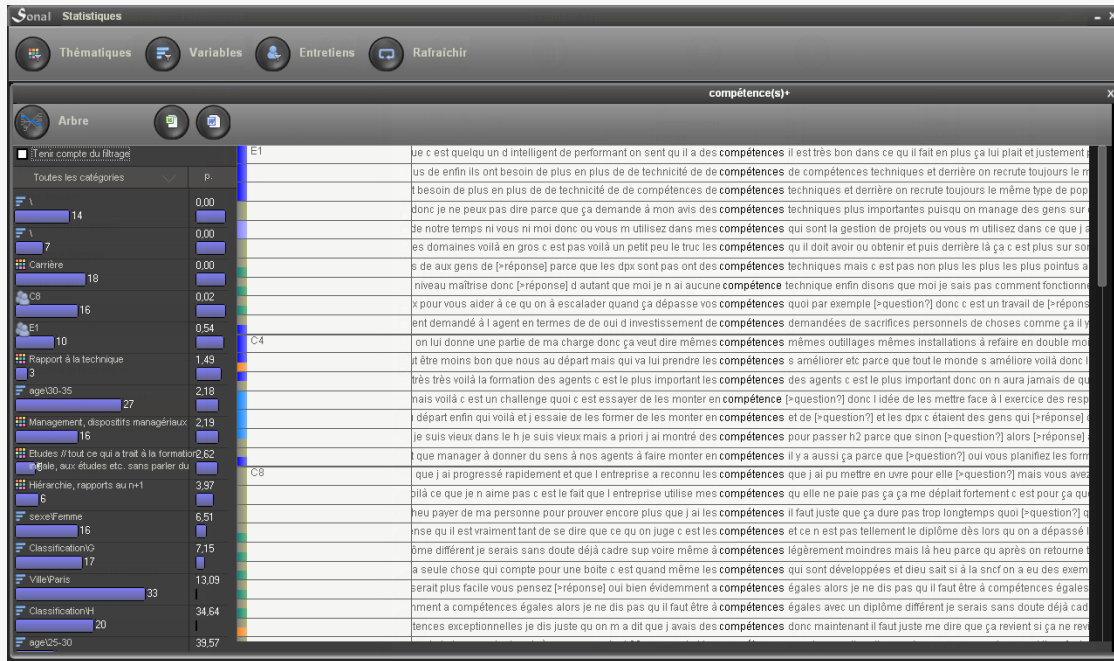 Sonal Statistiques
Thématiques Variables Entretiens Rafraichir
compétence(s)+
Arbre
Tenir compte du filtrage
Toutes les catégories p.
\ 0,00
14
\ 0,00
7
Carrière 0,00
18
C8 0,02
16
E1 0,54
10
Rapport à la technique 1,49
3
age\30-35 2,18
27
Management, dispositifs managériaux 2,19
16
Etudes // tout ce qui a trait à la formation 2,62
aux études etc. sans parler du
Hiérarchie, rapports au n+1 3,97
6
sexe\Femme 6,51
16
Classification\G 7,15
17
Ville\Paris 13,09
33
Classification\H 34,64
20
age\25-30 39,57
E1 ue c est quelqu un d intelligent de performant on sent qu il a des compétences il est très bon dans ce qu il fait en plus ça lui plait et justement
us de enfin ils ont besoin de plus en plus de de technicité de de compétences de compétences techniques et derrière on recrute toujours le
t besoin de plus en plus de de technicité de de compétences de compétences techniques et derrière on recrute toujours le même type de pop
donc je ne peux pas dire parce que ça demande à mon avis des compétences techniques plus importantes puisqu on manage des gens sur
de notre temps ni vous ni moi donc ou vous m utilisez dans mes compétences qui sont la gestion de projets ou vous m utilisez dans ce que j
es domaines voilà en gros c est pas voilà un petit peu le truc les compétences qu il doit avoir ou obtenir et puis derrière là ça c est plus sur
s de aux gens de [>réponse] parce que les dpx sont pas ont des compétences techniques mais c est pas non plus les plus les plus pointus a
niveau maîtrise donc [>réponse] d autant que moi je n ai aucune compétence technique enfin disons que moi je sais pas comment fonctionne
x pour vous aider à ce qu on à escalader quand ça dépasse vos compétences quoi par exemple [>question?] donc c est un travail de [>répons
ent demandé à l agent en termes de de oui d investissement de compétences demandées de sacrifices personnels de choses comme ça il y
C4 on lui donne une partie de ma charge donc ça veut dire mêmes compétences mêmes outillages mêmes installations à refaire en double moi
t être moins bon que nous au départ mais qui va lui prendre les compétences s améliorer etc parce que tout le monde s améliore voilà donc l
très très voilà la formation des agents c est le plus important les compétences des agents c est le plus important donc on n aura jamais de qu
mais voilà c est un challenge quoi c est essayer de les monter en compétence [>question?] donc l idée de les mettre face à l exercice des resp
départ enfin qui voilà et j essaie de les former de les monter en compétences et de [>question?] et les dpx c étaient des gens qui [>réponse]
je suis vieux dans le h je suis vieux mais a priori j ai montré des compétences pour passer h2 parce que sinon [>question?] alors [>réponse]
t que manager à donner du sens à faire monter en compétences il y a aussi ça parce que [>question?] oui vous planifiez les form
C8 que j ai progressé rapidement et que l entreprise a reconnu les compétences que j ai pu mettre en uvre pour elle [>question?] mais vous avez
oilà ce que je n aime pas c est le fait que l entreprise utilise mes compétences qu elle ne paie pas ça ça me déplait fortement c est pour ça que
heu payer de ma personne pour prouver encore plus que j ai les compétences il faut juste que ça dure pas trop longtemps quoi [>question?] q
nse qu il est vraiment tant de se dire que ce qu on juge c est les compétences et ce n est pas tellement le diplôme dès lors qu on a dépassé l
ôme différent je serais sans doute déjà cadre sup voire même à compétences légèrement moindres mais là heu parce qu après on retourne t
a seule chose qui compte pour une boite c est quand même les compétences qui sont développées et dieu sait si à la sncf on a eu des exem
serait plus facile vous pensez [>réponse] oui bien évidemment a compétences égales alors je ne dis pas qu il faut être à compétences égales
mment a compétences égales alors je ne dis pas qu il faut être à compétences égales avec un diplôme différent je serais sans doute déjà cad
tences exceptionnelles je dis juste qu on m a dit que j avais des compétences donc maintenant il faut juste me dire que ça revient si ça ne revi